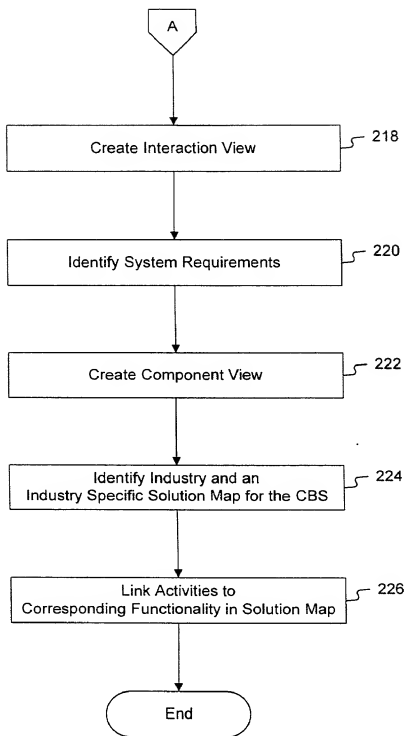 A
Create Interaction View
218
Identify System Requirements
220
Create Component View
222
Identify Industry and an
Industry Specific Solution Map for the CBS
224
Link Activities to
Corresponding Functionality in Solution Map
226
End